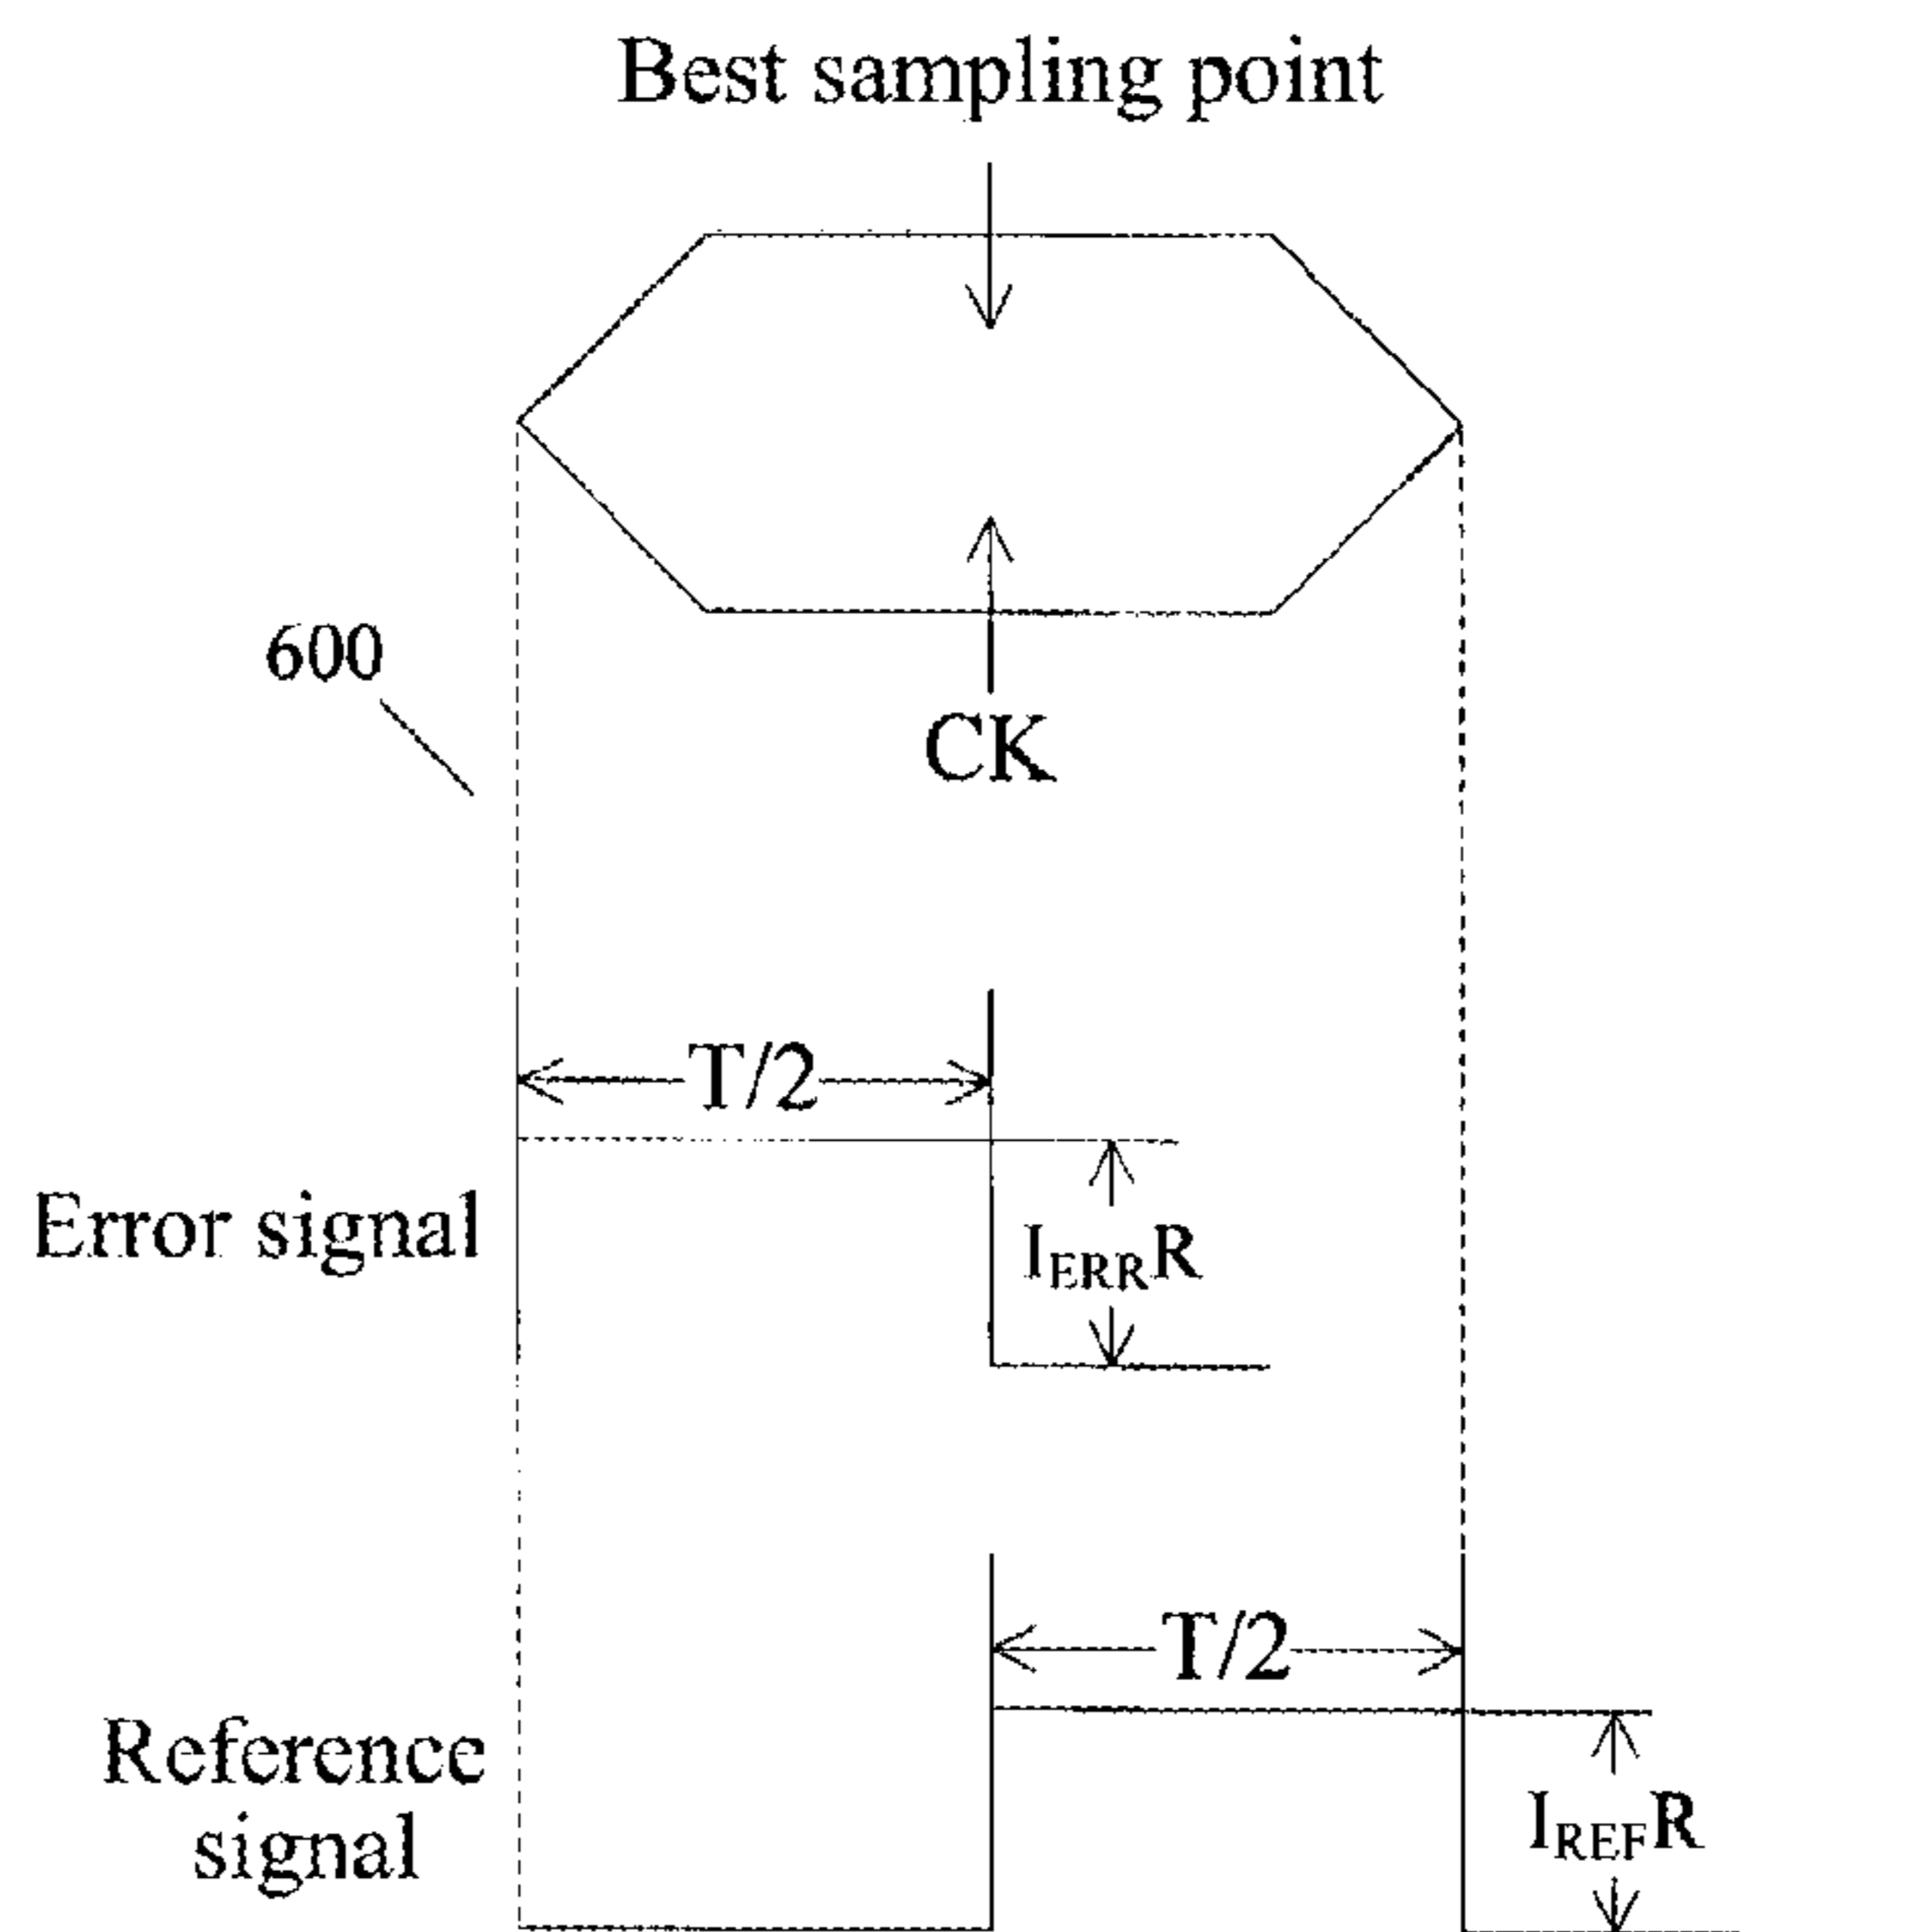 Best sampling point
600
CK
T/2
Error signal
IERRR
T/2
Reference
signal
IREFR